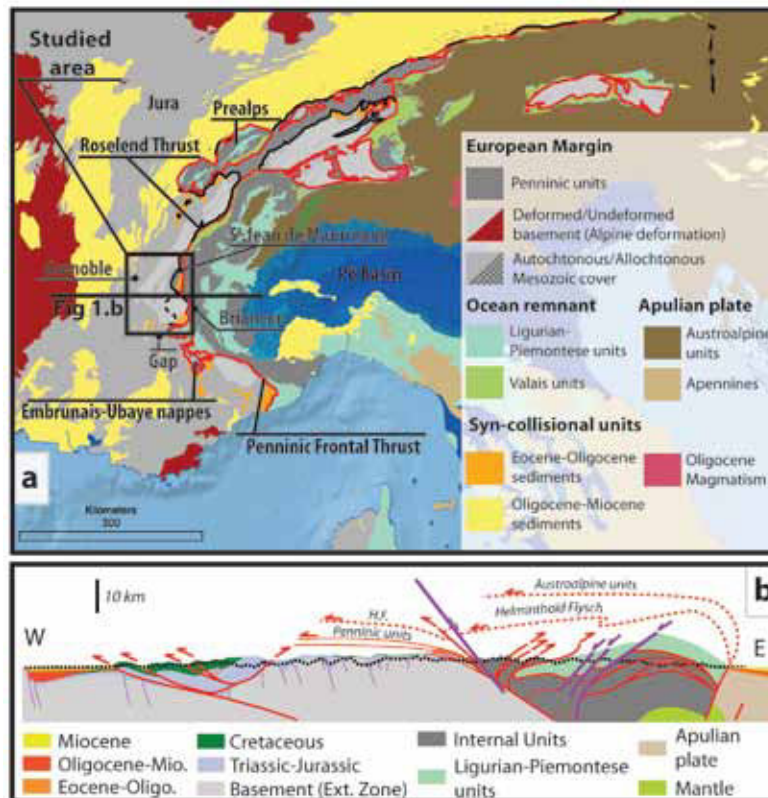 Studied
area
Jura
Prealps
Roselend Thrust
St Jean de Maurienne
Grenoble
Po Basin
Fig 1.b
Gap
Embrunais-Ubaye nappes
Penninic Frontal Thrust
a
Kilometers
European Margin
Penninic units
Deformed/Undeformed
basement (Alpine deformation)
Autochtonous/Allochtonous
Mesozoic cover
Ocean remnant
Apulian plate
Ligurian-
Piemontese units
Austroalpine
units
Valais units
Apennines
Syn-collisional units
Eocene-Oligocene
sediments
Oligocene
Magmatism
Oligocene-Miocene
sediments
b
10 km
Austroalpine units
W
H.F.
Helminthoid Flysch
Penninic units
E
Miocene
Cretaceous
Internal Units
Apulian
plate
Oligocene-Mio.
Triassic-Jurassic
Ligurian-Piemontese
units
Eocene-Oligo.
Basement (Ext. Zone)
Mantle